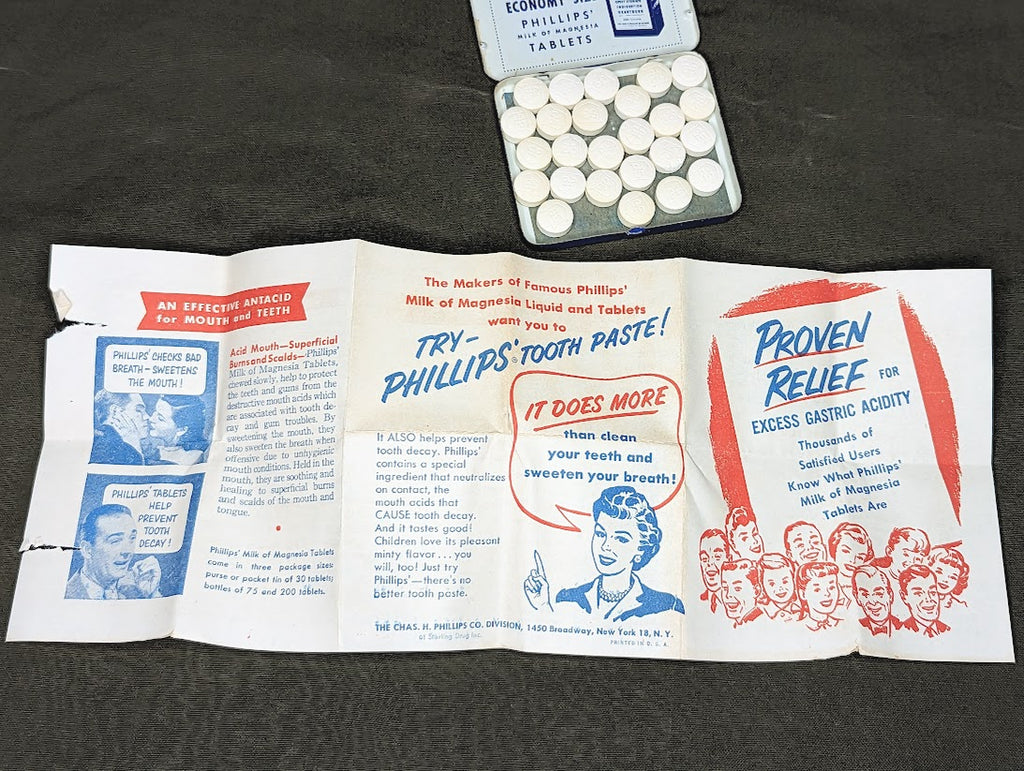 ECONOMY
PHILLIPS'
MILK OF MAGNESIA
TABLETS
AN EFFECTIVE ANTACID
for MOUTH and TEETH
PHILLIPS' CHECKS BAD
BREATH – SWEETENS
THE MOUTH!
PHILLIPS' TABLETS
HELP
PREVENT
TOOTH
DECAY!
Acid Mouth—Superficial
Burns and Scalds—Phillips'
Milk of Magnesia Tablets,
chewed slowly, help to protect
the teeth and gums from the
destructive mouth acids which
are associated with tooth de-
cay and gum troubles. By
sweetening the mouth, they
also sweeten the breath when
offensive due to unhygienic
mouth conditions. Held in the
mouth, they are soothing and
healing to superficial burns
and scalds of the mouth and
tongue.
Phillips' Milk of Magnesia Tablets
come in three package sizes:
purse or pocket tin of 30 tablets;
bottles of 75 and 200 tablets.
The Makers of Famous Phillips'
Milk of Magnesia Liquid and Tablets
want you to
TRY-
PHILLIPS' TOOTH PASTE!
IT DOES MORE
than clean
your teeth and
sweeten your breath!
It ALSO helps prevent
tooth decay. Phillips'
contains a special
ingredient that neutralizes
on contact, the
mouth acids that
CAUSE tooth decay.
And it tastes good!
Children love its pleasant
minty flavor . . . you
will, too! Just try
Phillips'—there's no
better tooth paste.
THE CHAS. H. PHILLIPS CO. DIVISION, 1450 Broadway, New York 18, N. Y.
of Sterling Drug Inc.
PRINTED IN U. S. A.
PROVEN
RELIEF FOR
EXCESS GASTRIC ACIDITY
Thousands of
Satisfied Users
Know What Phillips'
Milk of Magnesia
Tablets Are